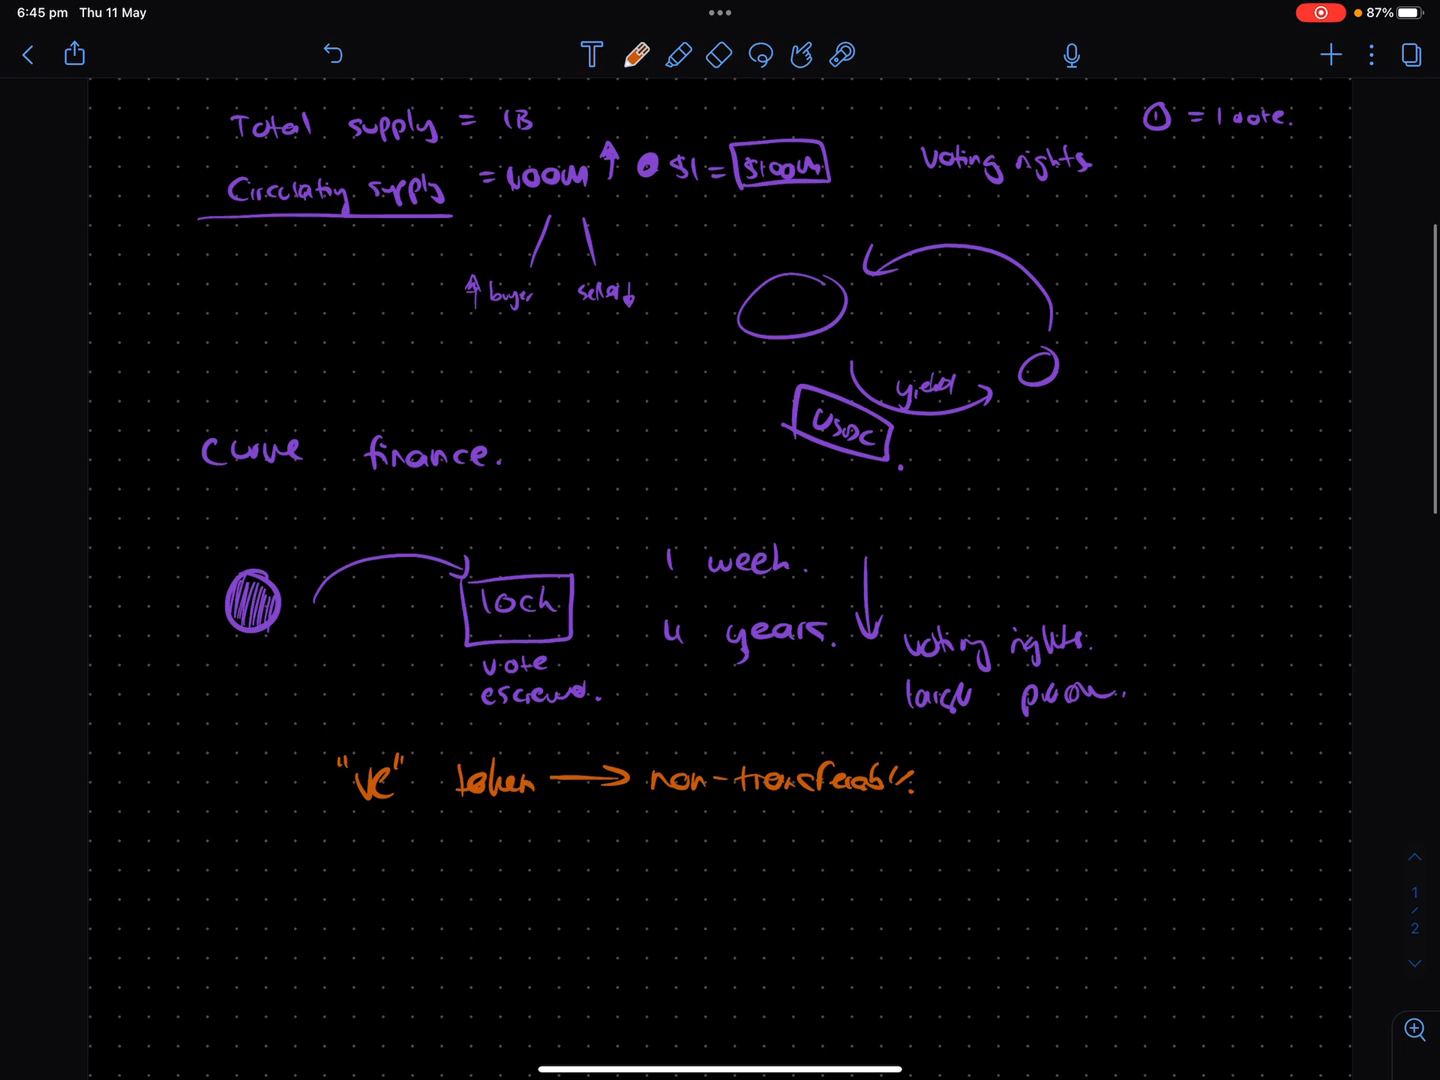 6:45 pm Thu 11 May
87%
Total supply = 1B
① = 1 vote.
Circulating supply = 100M ↑ $1 = $100M
Voting rights
↑ buyer seller ↓
yield
USDC
Curve finance.
lock
1 week.
4 years.
vote
escrowed.
voting rights.
large
"ve" token → non-transferable.
1
/
2